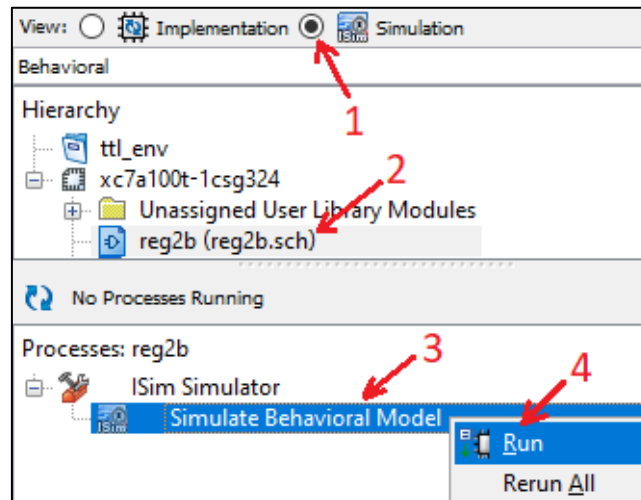 View: Implementation Simulation
Behavioral
1
Hierarchy
ttl_env
xc7a100t-1csg324
2
Unassigned User Library Modules
reg2b (reg2b.sch)
No Processes Running
Processes: reg2b
3
4
ISim Simulator
Simulate Behavioral Model
Run
Rerun All